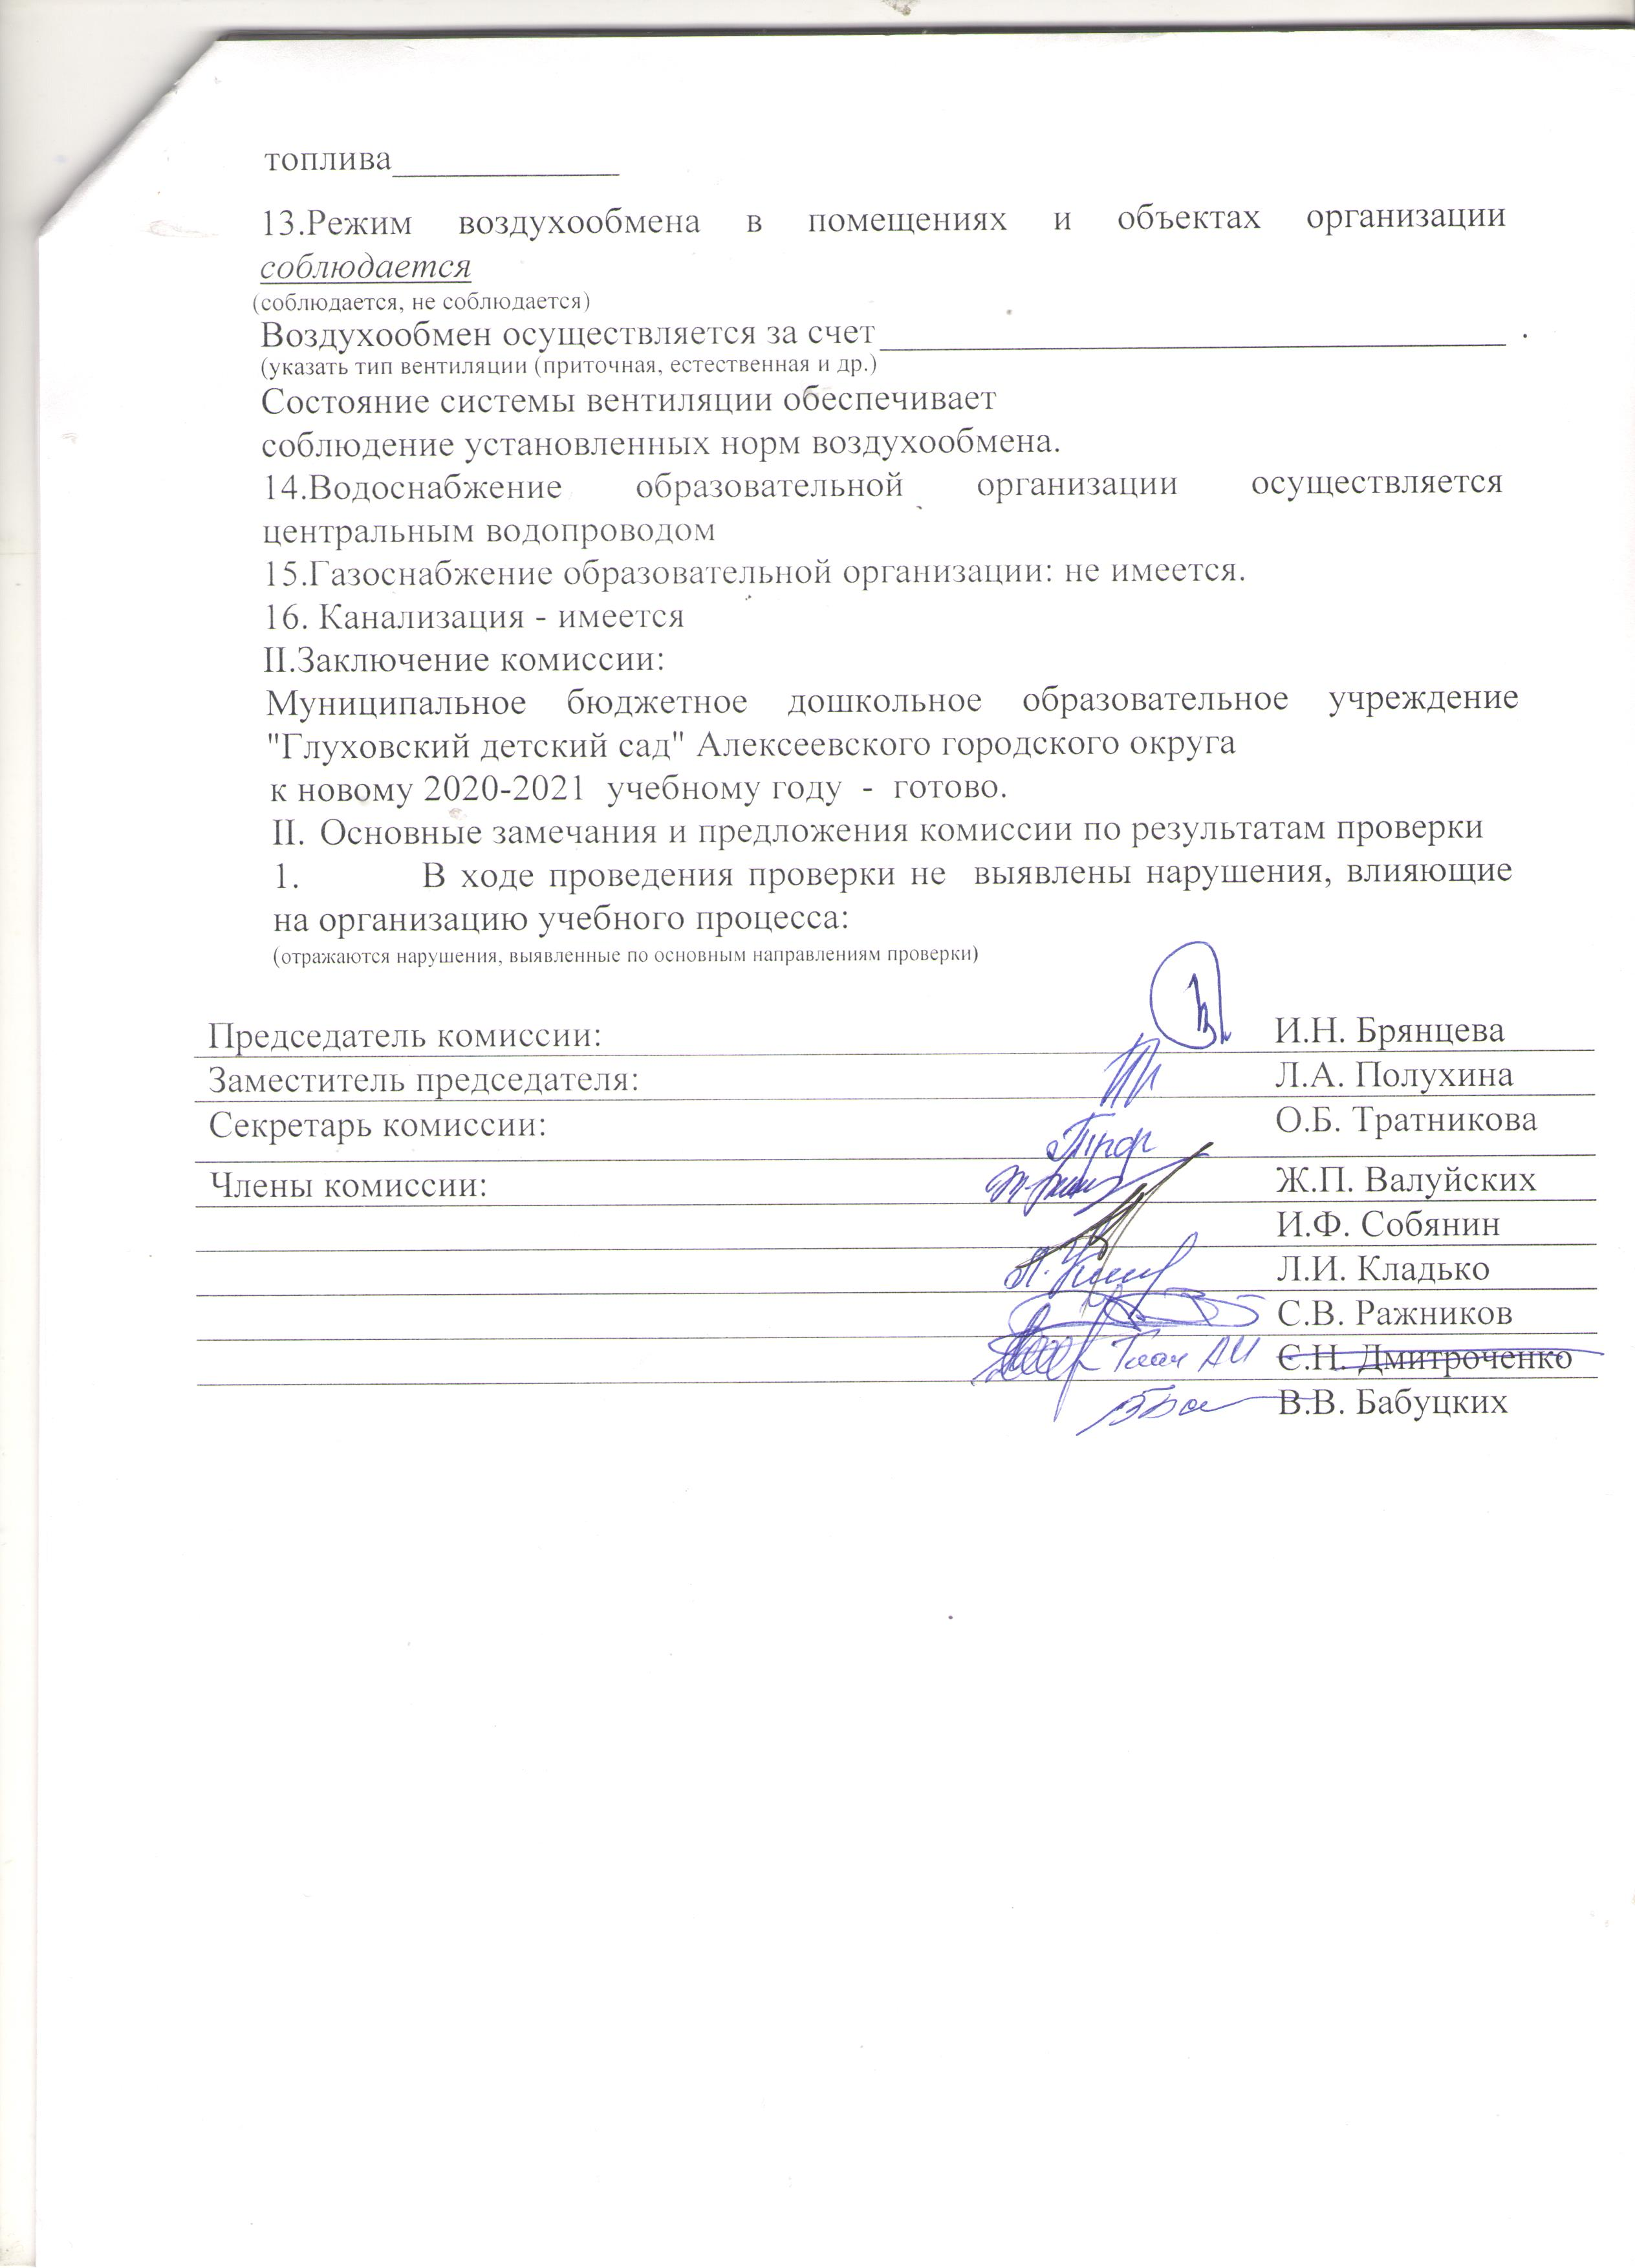 топлива____________
13.Режим воздухообмена в помещениях и объектах организации
соблюдается
(соблюдается, не соблюдается)
Воздухообмен осуществляется за счет__________________________________ .
(указать тип вентиляции (приточная, естественная и др.)
Состояние системы вентиляции обеспечивает
соблюдение установленных норм воздухообмена.
14.Водоснабжение образовательной организации осуществляется
центральным водопроводом
15.Газоснабжение образовательной организации: не имеется.
16. Канализация - имеется
II.Заключение комиссии:
Муниципальное бюджетное дошкольное образовательное учреждение
"Глуховский детский сад" Алексеевского городского округа
к новому 2020-2021 учебному году - готово.
II. Основные замечания и предложения комиссии по результатам проверки
1. В ходе проведения проверки не выявлены нарушения, влияющие
на организацию учебного процесса:
(отражаются нарушения, выявленные по основным направлениям проверки)
Председатель комиссии: И.Н. Брянцева
Заместитель председателя: Л.А. Полухина
Секретарь комиссии: О.Б. Тратникова
Члены комиссии: Ж.П. Валуйских
И.Ф. Собянин
Л.И. Кладько
С.В. Ражников
С.Н. Дмитроченко
В.В. Бабуцких